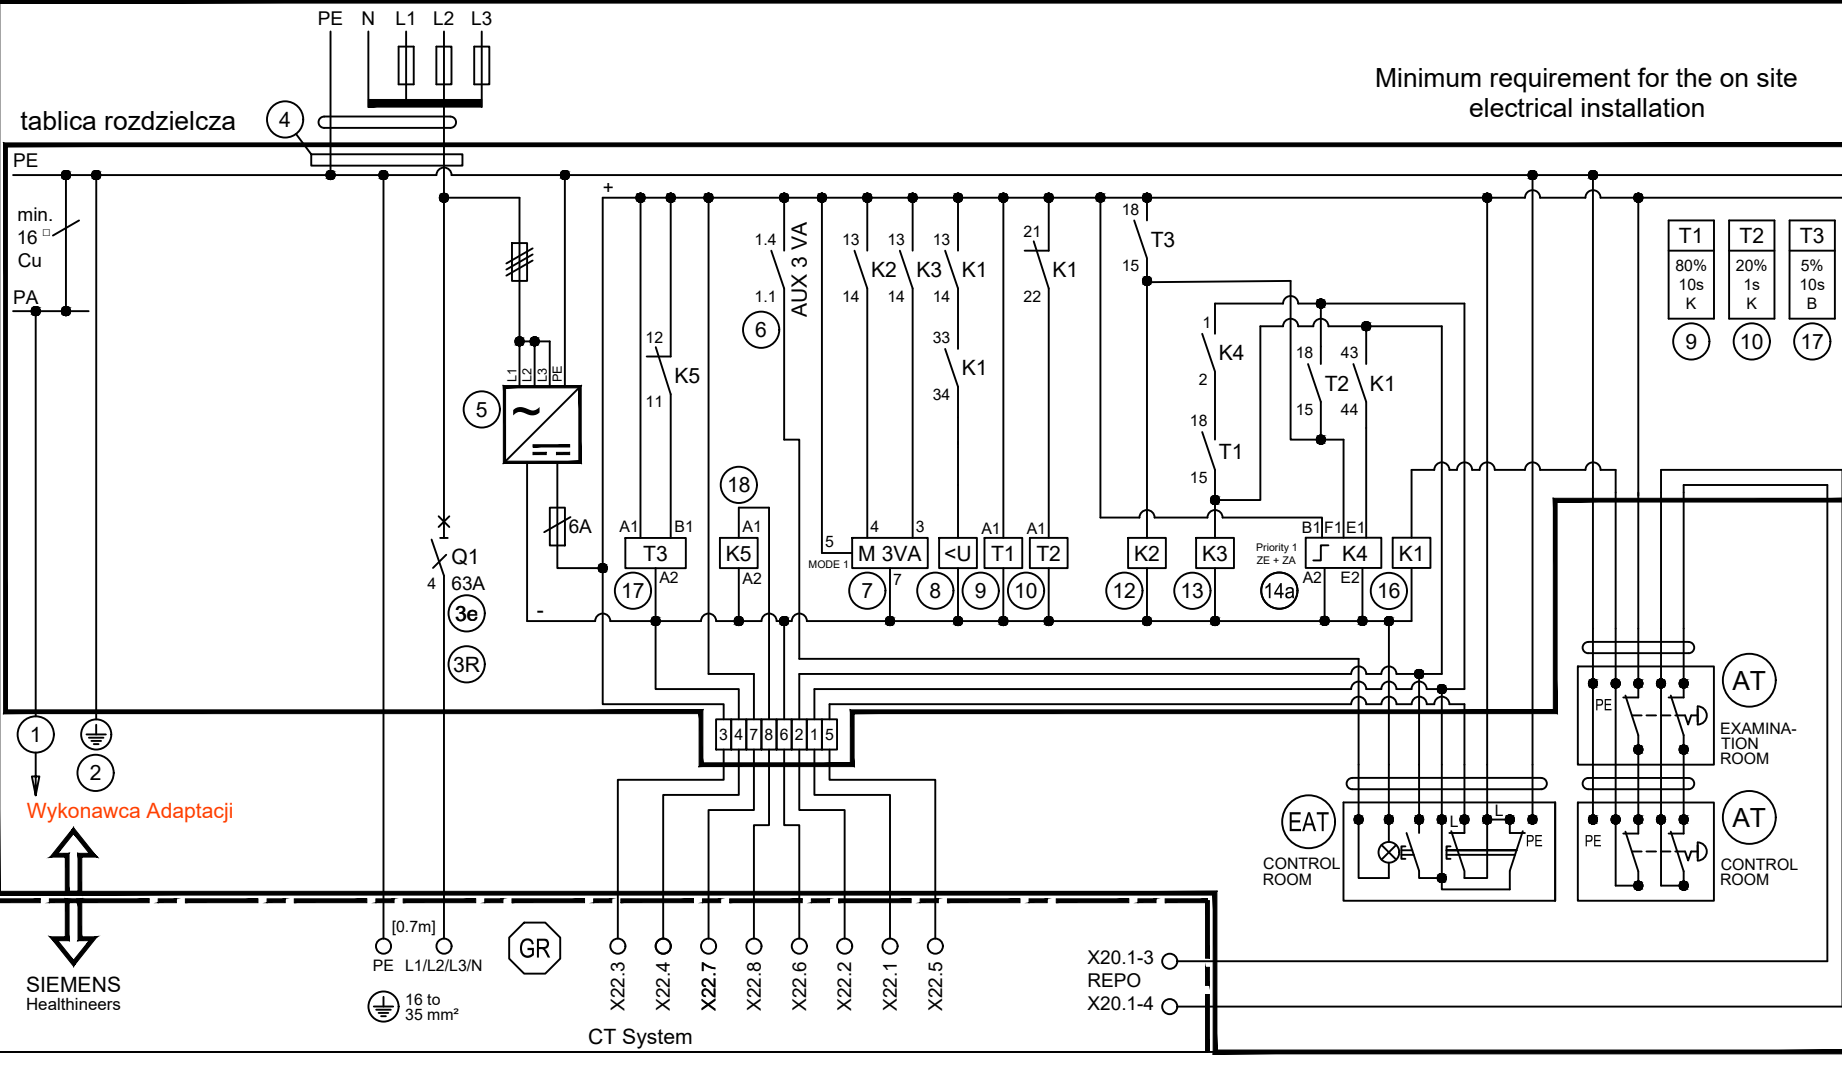 PE N L1 L2 L3
Minimum requirement for the on site
electrical installation
tablica rozdzielcza
4
PE
+
min.
16 □
Cu
PA
1.4
1.1
AUX 3 VA
6
13
K2
14
13
K3
14
13
K1
14
33
K1
34
21
K1
22
18
T3
15
T1
80%
10s
K
9
T2
20%
1s
K
10
T3
5%
10s
B
17
12
K5
11
1
K4
2
18
T1
15
18
T2
15
43
K1
44
L1
L2
L3
PE
5
~
6A
18
Q1
4 63A
3e
3R
A1 B1
T3
A2
17
A1
K5
A2
5
MODE 1
4 3
M 3VA
7
7
<U
8
A1
T1
9
A1
T2
10
K2
12
K3
13
Priority 1
ZE + ZA
B1 F1 E1
K4
A2 E2
14a
K1
16
-
3 4 7 8 6 2 1 5
1
2
Wykonawca Adaptacji
SIEMENS
Healthineers
[0.7m]
PE L1/L2/L3/N
16 to
35 mm²
GR
X22.3
X22.4
X22.7
X22.8
X22.6
X22.2
X22.1
X22.5
CT System
X20.1-3
REPO
X20.1-4
EAT
CONTROL
ROOM
L
L
PE
PE
AT
EXAMINA-
TION
ROOM
PE
AT
CONTROL
ROOM